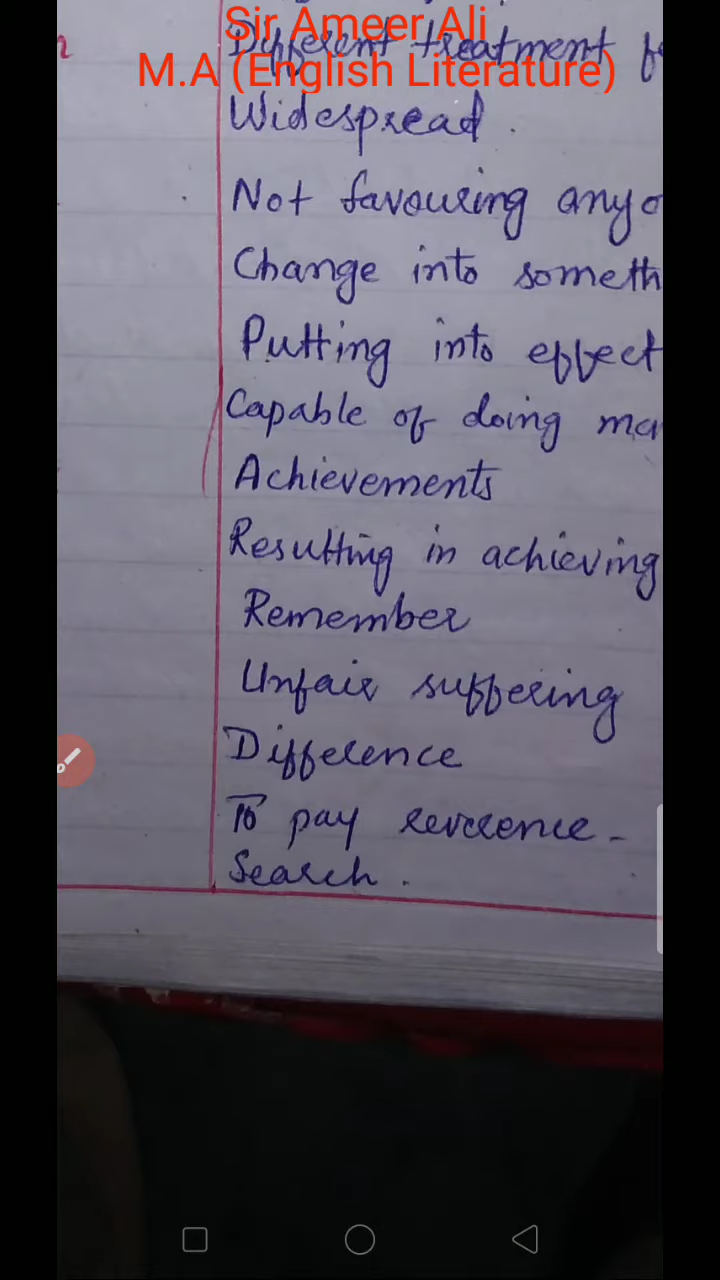 Sir Ameer Ali
M.A (English Literature)
Different treatment
Widespread.
Not favouring
Change into
Putting into effect
Capable of doing
Achievements
Resulting in achieving
Remember
Unfair suffering
Difference
To pay reverence -
Search.